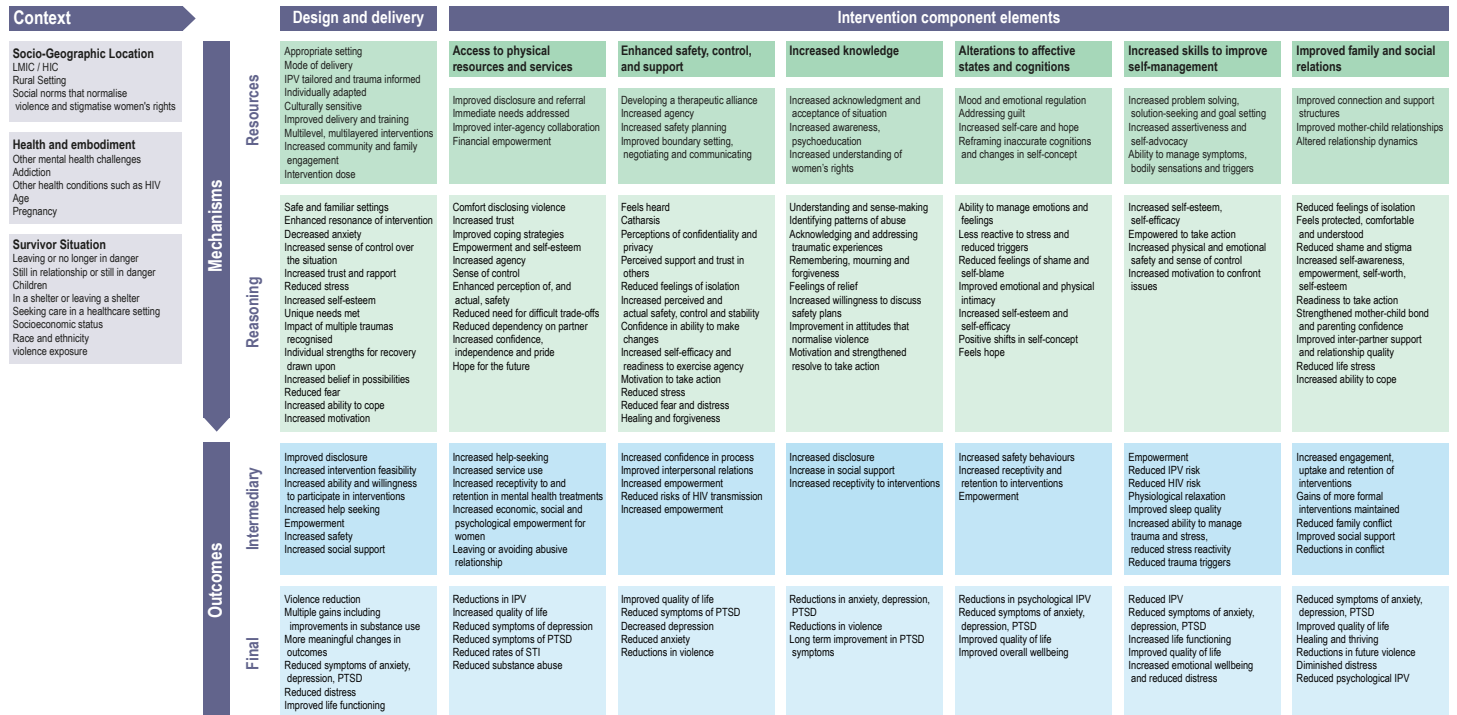 Context
Design and delivery
Intervention component elements
Socio-Geographic Location
LMIC / HIC
Rural Setting
Social norms that normalise
violence and stigmatise women's rights
Health and embodiment
Other mental health challenges
Addiction
Other health conditions such as HIV
Age
Pregnancy
Survivor Situation
Leaving or no longer in danger
Still in relationship or still in danger
Children
In a shelter or leaving a shelter
Seeking care in a healthcare setting
Socioeconomic status
Race and ethnicity
violence exposure
Mechanisms
Resources
Appropriate setting
Mode of delivery
IPV tailored and trauma informed
Individually adapted
Culturally sensitive
Improved delivery and training
Multilevel, multilayered interventions
Increased community and family
engagement
Intervention dose
Access to physical
resources and services
Improved disclosure and referral
Immediate needs addressed
Improved inter-agency collaboration
Financial empowerment
Enhanced safety, control,
and support
Developing a therapeutic alliance
Increased agency
Increased safety planning
Improved boundary setting,
negotiating and communicating
Increased knowledge
Increased acknowledgment and
acceptance of situation
Increased awareness,
psychoeducation
Increased understanding of
women's rights
Alterations to affective
states and cognitions
Mood and emotional regulation
Addressing guilt
Increased self-care and hope
Reframing inaccurate cognitions
and changes in self-concept
Increased skills to improve
self-management
Increased problem solving,
solution-seeking and goal setting
Increased assertiveness and
self-advocacy
Ability to manage symptoms,
bodily sensations and triggers
Improved family and social
relations
Improved connection and support
structures
Improved mother-child relationships
Altered relationship dynamics
Reasoning
Safe and familiar settings
Enhanced resonance of intervention
Decreased anxiety
Increased sense of control over
the situation
Increased trust and rapport
Reduced stress
Increased self-esteem
Unique needs met
Impact of multiple traumas
recognised
Individual strengths for recovery
drawn upon
Increased belief in possibilities
Reduced fear
Increased ability to cope
Increased motivation
Comfort disclosing violence
Increased trust
Improved coping strategies
Empowerment and self-esteem
Increased agency
Sense of control
Enhanced perception of, and
actual, safety
Reduced need for difficult trade-offs
Reduced dependency on partner
Increased confidence,
independence and pride
Hope for the future
Feels heard
Catharsis
Perceptions of confidentiality and
privacy
Perceived support and trust in
others
Reduced feelings of isolation
Increased perceived and
actual safety, control and stability
Confidence in ability to make
changes
Increased self-efficacy and
readiness to exercise agency
Motivation to take action
Reduced stress
Reduced fear and distress
Healing and forgiveness
Understanding and sense-making
Identifying patterns of abuse
Acknowledging and addressing
traumatic experiences
Remembering, mourning and
forgiveness
Feelings of relief
Increased willingness to discuss
safety plans
Improvement in attitudes that
normalise violence
Motivation and strengthened
resolve to take action
Ability to manage emotions and
feelings
Less reactive to stress and
reduced triggers
Reduced feelings of shame and
self-blame
Improved emotional and physical
intimacy
Increased self-esteem and
self-efficacy
Positive shifts in self-concept
Feels hope
Increased self-esteem,
self-efficacy
Empowered to take action
Increased physical and emotional
safety and sense of control
Increased motivation to confront
issues
Reduced feelings of isolation
Feels protected, comfortable
and understood
Reduced shame and stigma
Increased self-awareness,
empowerment, self-worth,
self-esteem
Readiness to take action
Strengthened mother-child bond
and parenting confidence
Improved inter-partner support
and relationship quality
Reduced life stress
Increased ability to cope
Outcomes
Intermediary
Improved disclosure
Increased intervention feasibility
Increased ability and willingness
to participate in interventions
Increased help seeking
Empowerment
Increased safety
Increased social support
Increased help-seeking
Increased service use
Increased receptivity to and
retention in mental health treatments
Increased economic, social and
psychological empowerment for
women
Leaving or avoiding abusive
relationship
Increased confidence in process
Improved interpersonal relations
Increased empowerment
Reduced risks of HIV transmission
Increased empowerment
Increased disclosure
Increase in social support
Increased receptivity to interventions
Increased safety behaviours
Increased receptivity and
retention to interventions
Empowerment
Empowerment
Reduced IPV risk
Reduced HIV risk
Physiological relaxation
Improved sleep quality
Increased ability to manage
trauma and stress,
reduced stress reactivity
Reduced trauma triggers
Increased engagement,
uptake and retention of
interventions
Gains of more formal
interventions maintained
Reduced family conflict
Improved social support
Reductions in conflict
Final
Violence reduction
Multiple gains including
improvements in substance use
More meaningful changes in
outcomes
Reduced symptoms of anxiety,
depression, PTSD
Reduced distress
Improved life functioning
Reductions in IPV
Increased quality of life
Reduced symptoms of depression
Reduced symptoms of PTSD
Reduced rates of STI
Reduced substance abuse
Improved quality of life
Reduced symptoms of PTSD
Decreased depression
Reduced anxiety
Reductions in violence
Reductions in anxiety, depression,
PTSD
Reductions in violence
Long term improvement in PTSD
symptoms
Reductions in psychological IPV
Reduced symptoms of anxiety,
depression, PTSD
Improved quality of life
Improved overall wellbeing
Reduced IPV
Reduced symptoms of anxiety,
depression, PTSD
Increased life functioning
Improved quality of life
Increased emotional wellbeing
and reduced distress
Reduced symptoms of anxiety,
depression, PTSD
Improved quality of life
Healing and thriving
Reductions in future violence
Diminished distress
Reduced psychological IPV